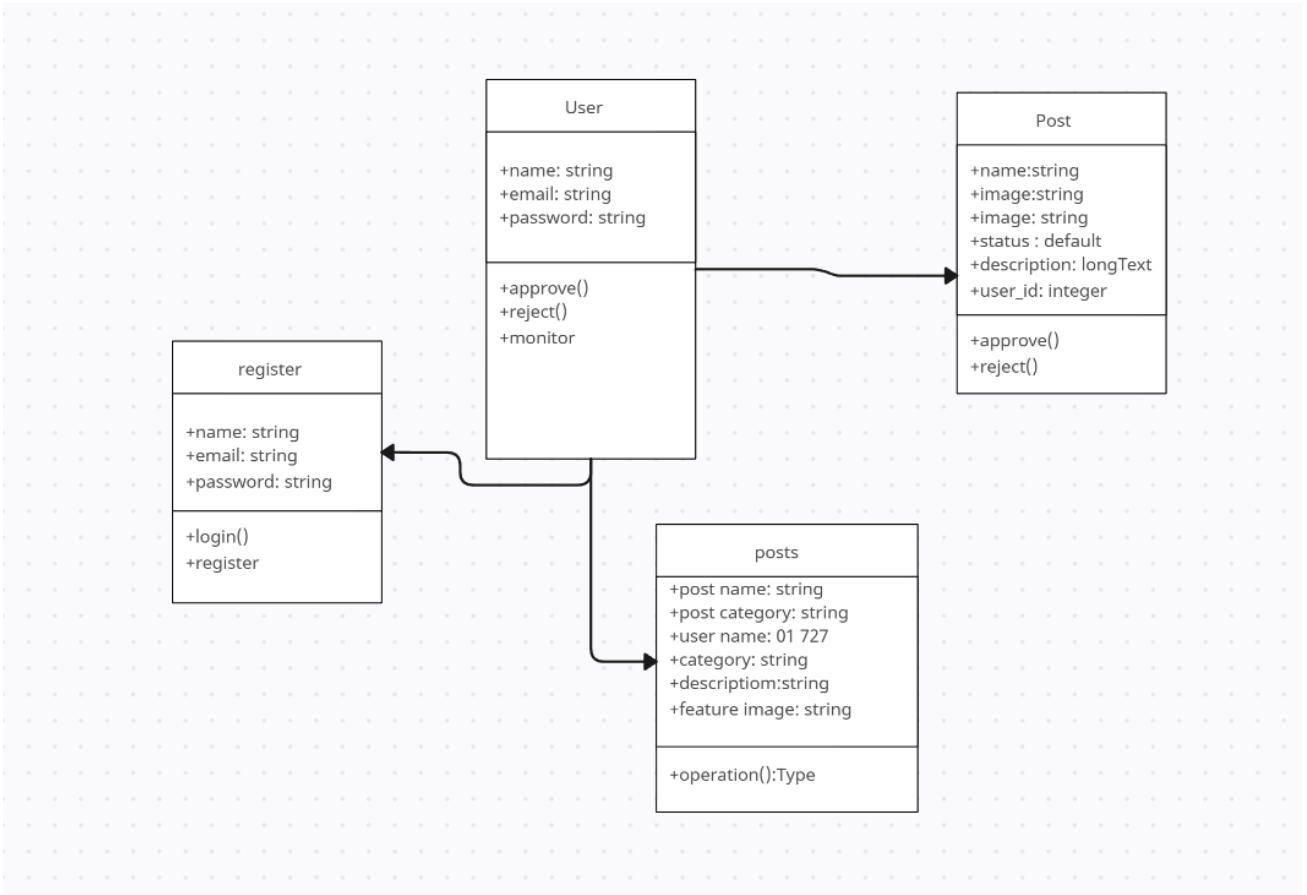 User
+name: string
+email: string
+password: string
+approve()
+reject()
+monitor
Post
+name:string
+image:string
+image: string
+status : default
+description: longText
+user_id: integer
+approve()
+reject()
register
+name: string
+email: string
+password: string
+login()
+register
posts
+post name: string
+post category: string
+user name: 01 727
+category: string
+descriptiom:string
+feature image: string
+operation():Type